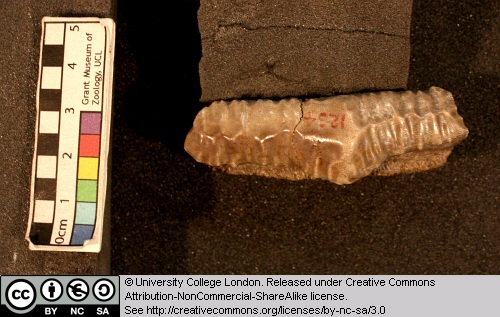 5
4
3
2
1
0cm
Grant Museum of
Zoology, UCL
cc
BY NC SA
© University College London. Released under Creative Commons
Attribution-NonCommercial-ShareAlike license.
See http://creativecommons.org/licenses/by-nc-sa/3.0